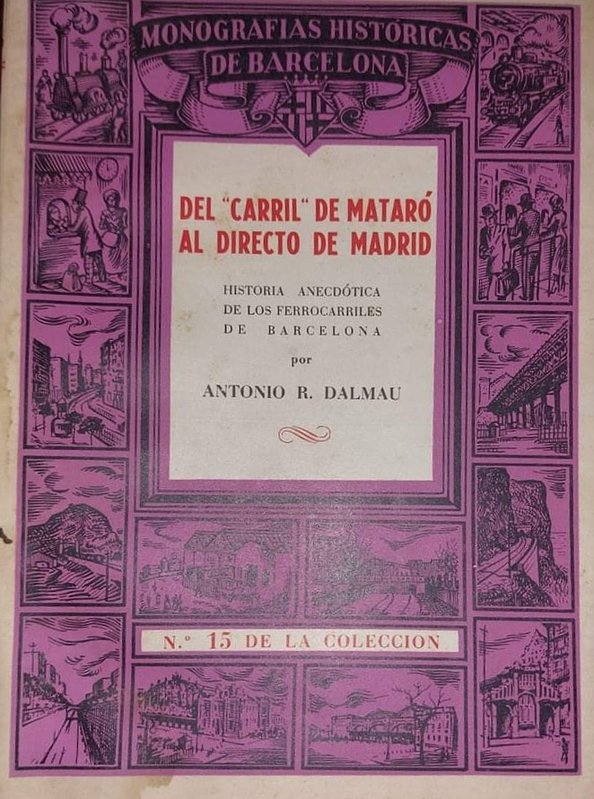 MONOGRAFIAS HISTÓRICAS
DE BARCELONA
DEL "CARRIL" DE MATARÓ
AL DIRECTO DE MADRID
HISTORIA ANECDÓTICA
DE LOS FERROCARRILES
DE BARCELONA
por
ANTONIO R. DALMAU
N.º 15 DE LA COLECCION